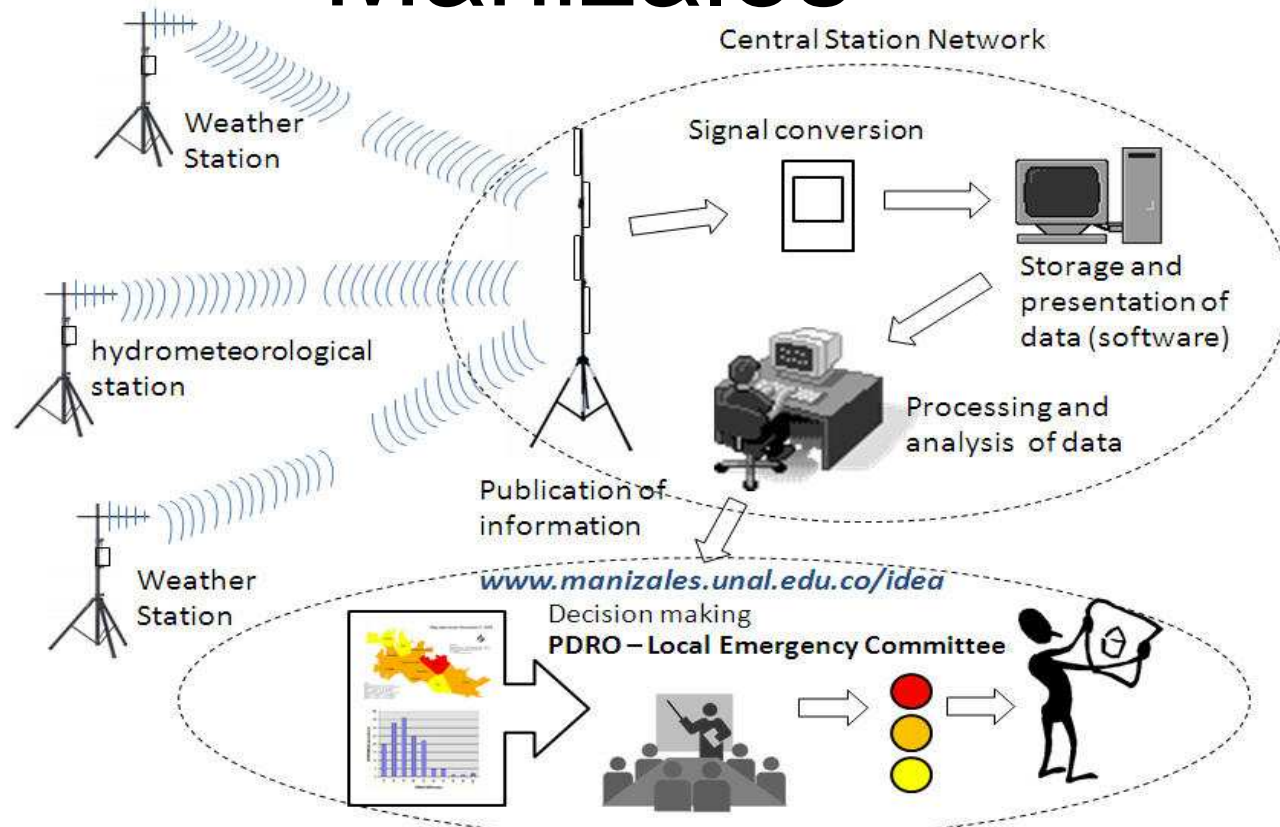 Manizales
Central Station Network
Weather
Station
Signal conversion
hydrometeorological
station
Storage and
presentation of
data (software)
Processing and
analysis of data
Publication of
information
Weather
Station
www.manizales.unal.edu.co/idea
Decision making
PDRO – Local Emergency Committee